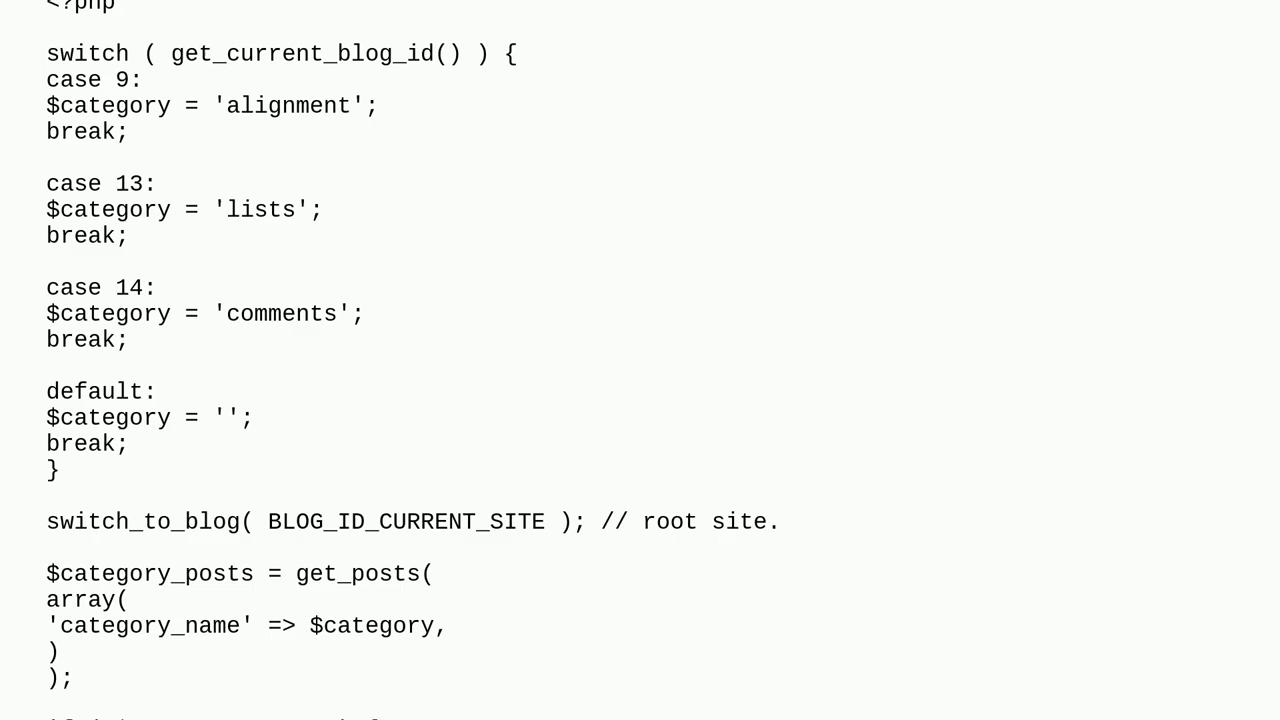 <?php
switch ( get_current_blog_id() ) {
case 9:
$category = 'alignment';
break;
case 13:
$category = 'lists';
break;
case 14:
$category = 'comments';
break;
default:
$category = '';
break;
}
switch_to_blog( BLOG_ID_CURRENT_SITE ); // root site.
$category_posts = get_posts(
array(
'category_name' => $category,
)
);